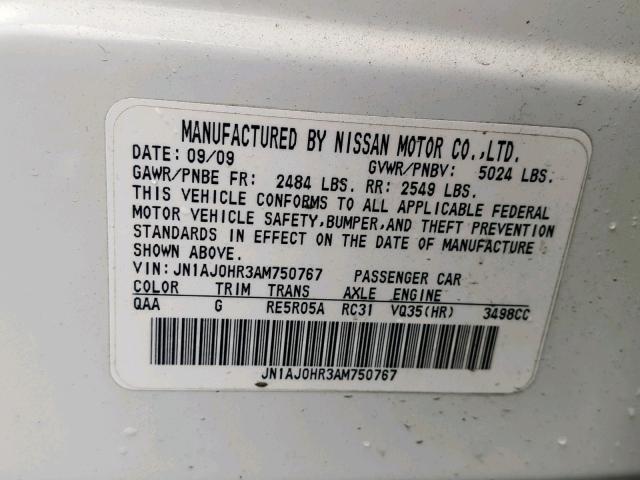 MANUFACTURED BY NISSAN MOTOR CO.,LTD.
DATE: 09/09 GVWR/PNBV: 5024 LBS.
GAWR/PNBE FR: 2484 LBS. RR: 2549 LBS.
THIS VEHICLE CONFORMS TO ALL APPLICABLE FEDERAL
MOTOR VEHICLE SAFETY,BUMPER,AND THEFT PREVENTION
STANDARDS IN EFFECT ON THE DATE OF MANUFACTURE
SHOWN ABOVE.
VIN: JN1AJ0HR3AM750767 PASSENGER CAR
COLOR TRIM TRANS AXLE ENGINE
QAA G RE5R05A RC31 VQ35(HR) 3498CC
JN1AJ0HR3AM750767